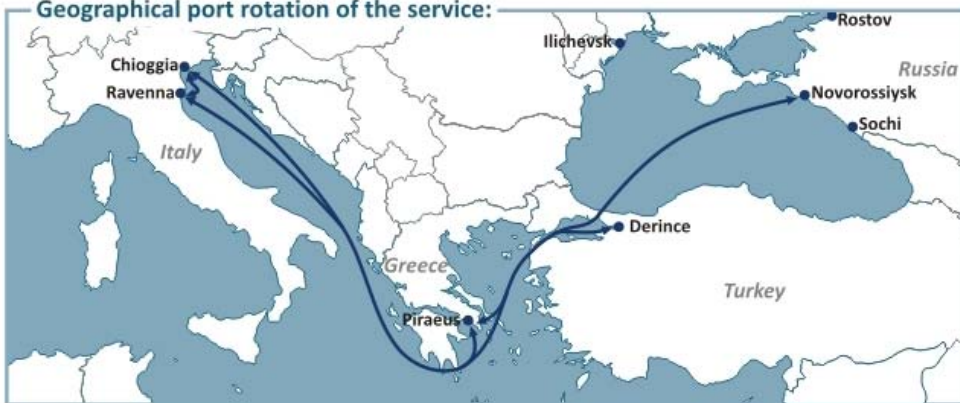 Geographical port rotation of the service:
Rostov
Ilichevsk
Chioggia
Russia
Ravenna
Novorossiysk
Sochi
Italy
Derince
Greece
Turkey
Piraeus